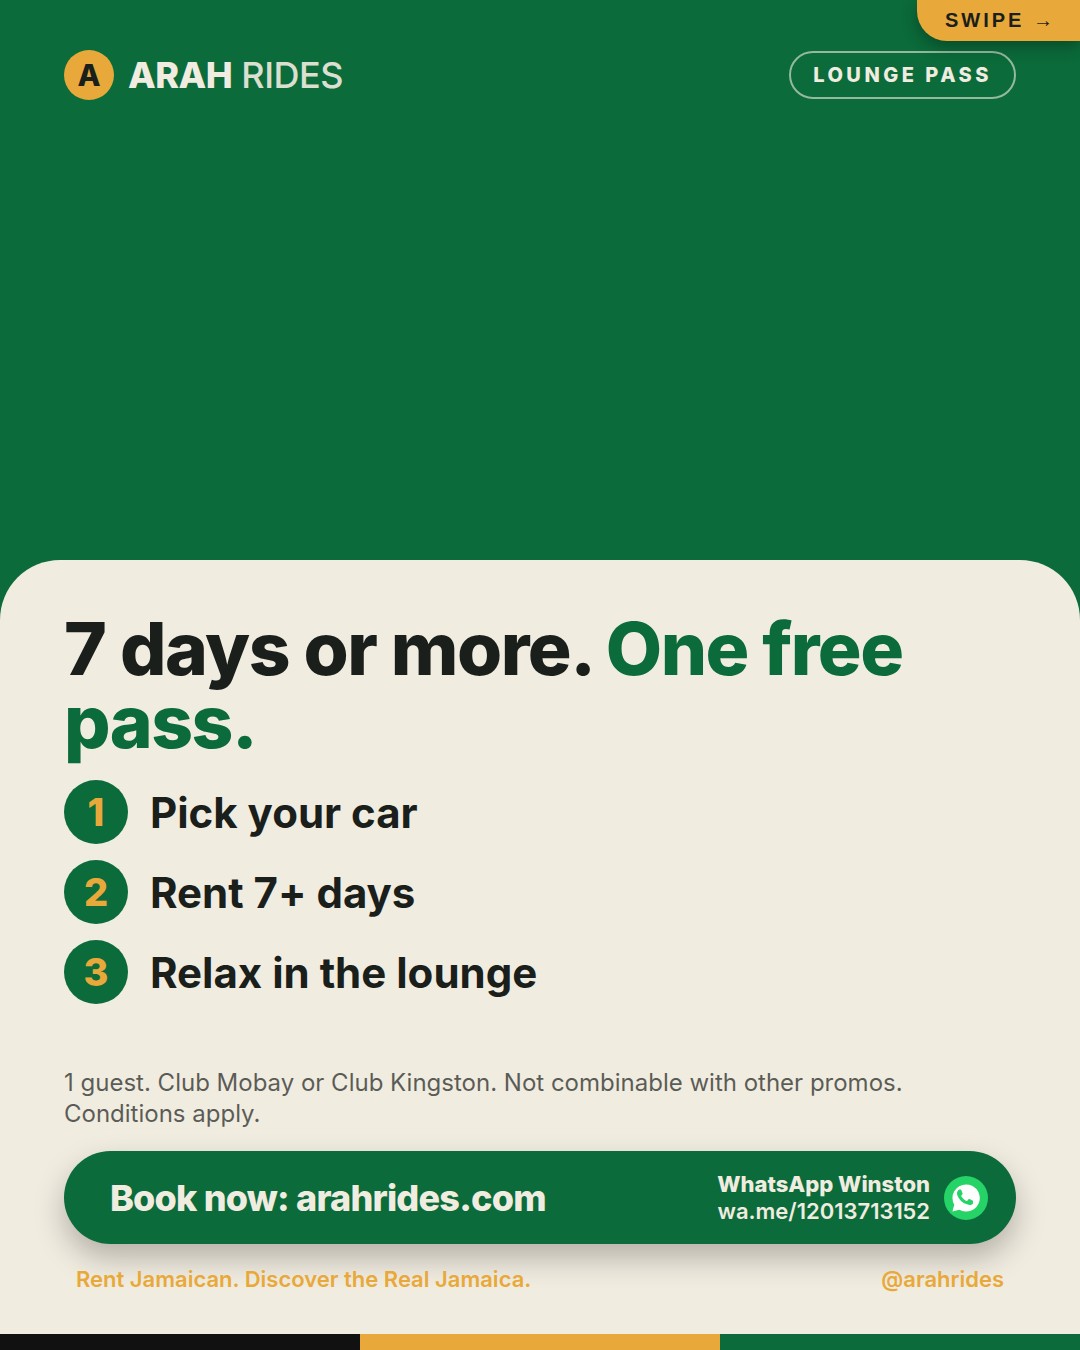 SWIPE →
A ARAH RIDES
LOUNGE PASS
7 days or more. One free
pass.
1 Pick your car
2 Rent 7+ days
3 Relax in the lounge
1 guest. Club Mobay or Club Kingston. Not combinable with other promos.
Conditions apply.
Book now: arahrides.com
WhatsApp Winston
wa.me/12013713152
Rent Jamaican. Discover the Real Jamaica.
@arahrides